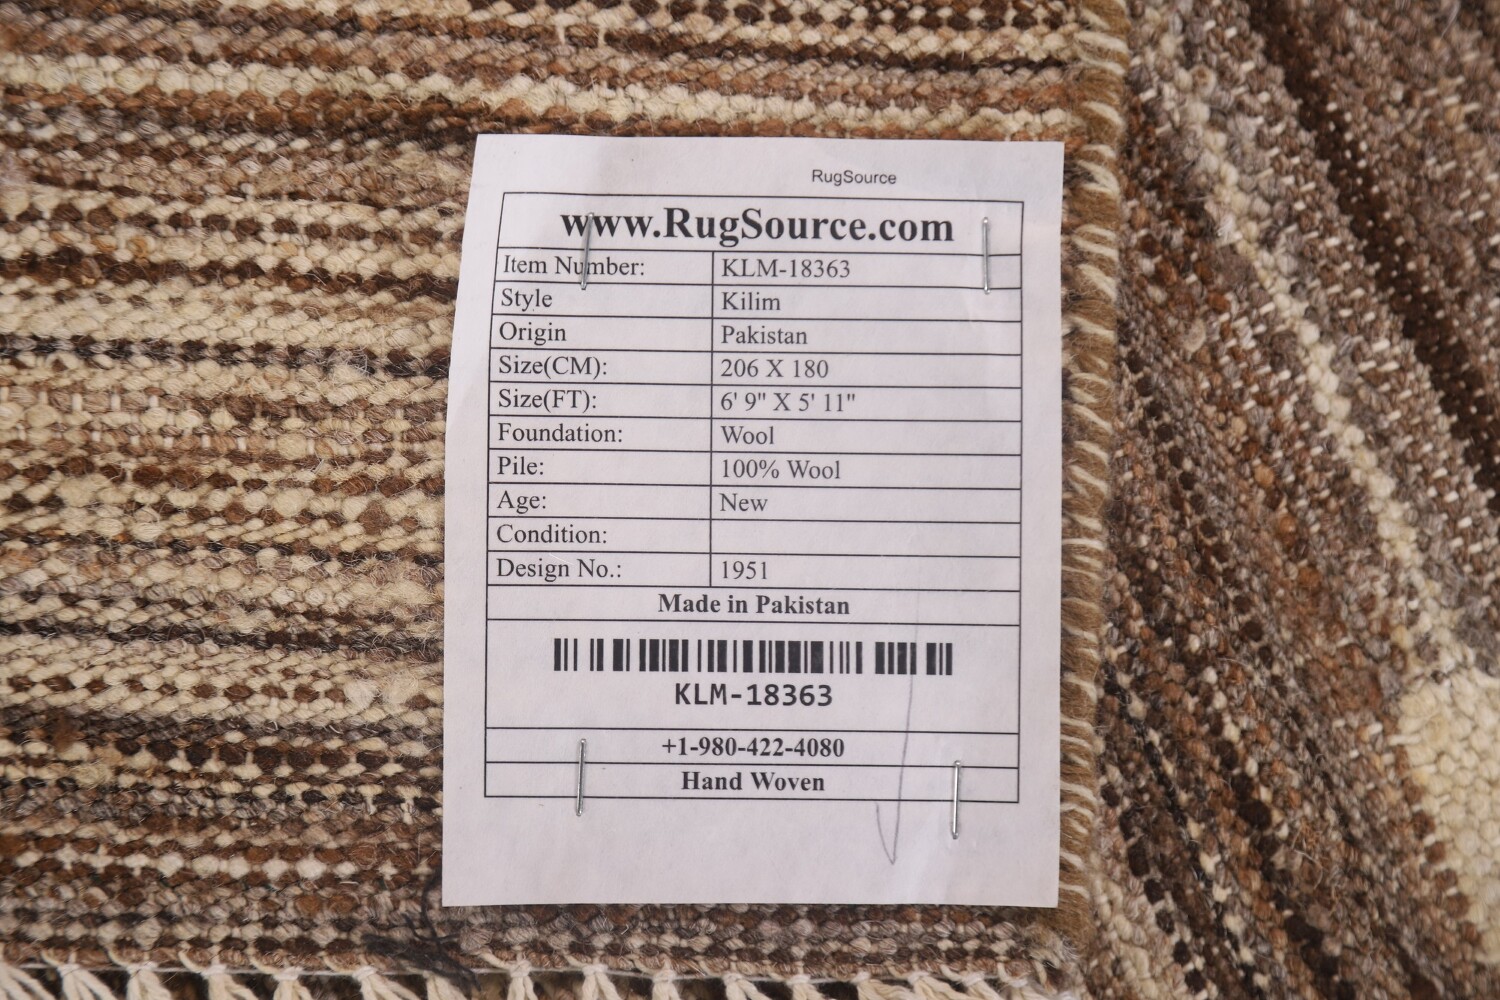 RugSource
www.RugSource.com
Item Number: KLM-18363
Style Kilim
Origin Pakistan
Size(CM): 206 X 180
Size(FT): 6' 9" X 5' 11"
Foundation: Wool
Pile: 100% Wool
Age: New
Condition:
Design No.: 1951
Made in Pakistan
KLM-18363
+1-980-422-4080
Hand Woven